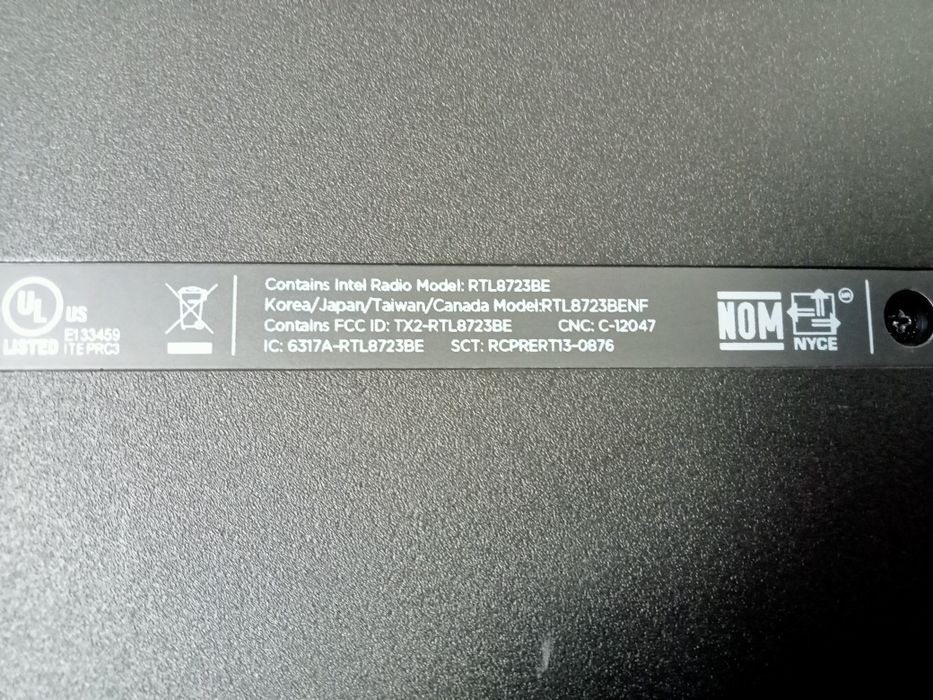 UL
US
LISTED
E133459
ITE PRC3
Contains Intel Radio Model: RTL8723BE
Korea/Japan/Taiwan/Canada Model:RTL8723BENF
Contains FCC ID: TX2-RTL8723BE CNC: C-12047
IC: 6317A-RTL8723BE SCT: RCPRERT13-0876
NOM
NYCE